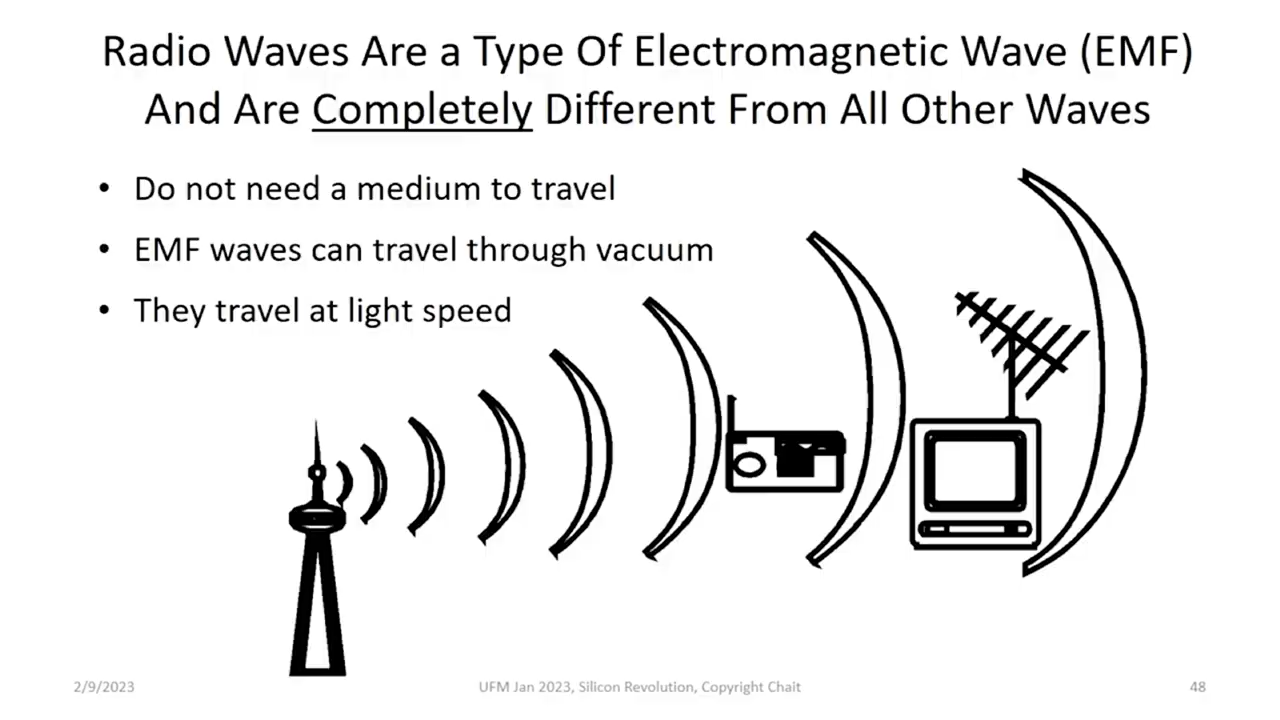 Radio Waves Are a Type Of Electromagnetic Wave (EMF)
And Are Completely Different From All Other Waves
• Do not need a medium to travel
• EMF waves can travel through vacuum
• They travel at light speed
2/9/2023
UFM Jan 2023, Silicon Revolution, Copyright Chait
48